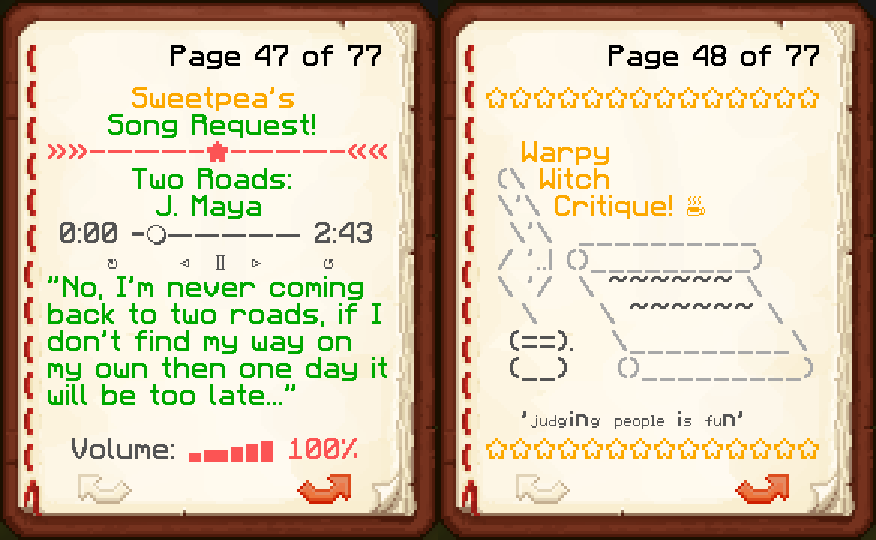 Page 47 of 77
Sweetpea's
Song Request!
»»——————————««
Two Roads:
J. Maya
0:00 -○—————— 2:43
↻ ◃ II ▹ ↺
"No, I'm never coming
back to two roads, if I
don't find my way on
my own then one day it
will be too late..."
Volume: 100%
Page 48 of 77
Warpy
Witch
Critique! ♨
'judging people is fun'